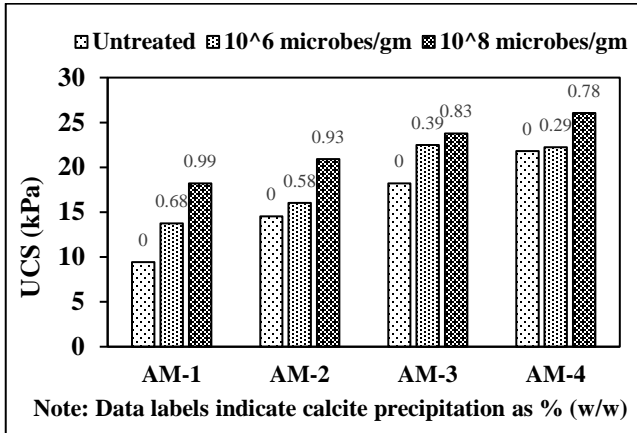 Untreated 10^6 microbes/gm 10^8 microbes/gm
30
25
20
15
10
5
0
UCS (kPa)
0 0.68 0.99
0 0.58 0.93
0 0.39 0.83
0 0.29 0.78
AM-1 AM-2 AM-3 AM-4
Note: Data labels indicate calcite precipitation as % (w/w)